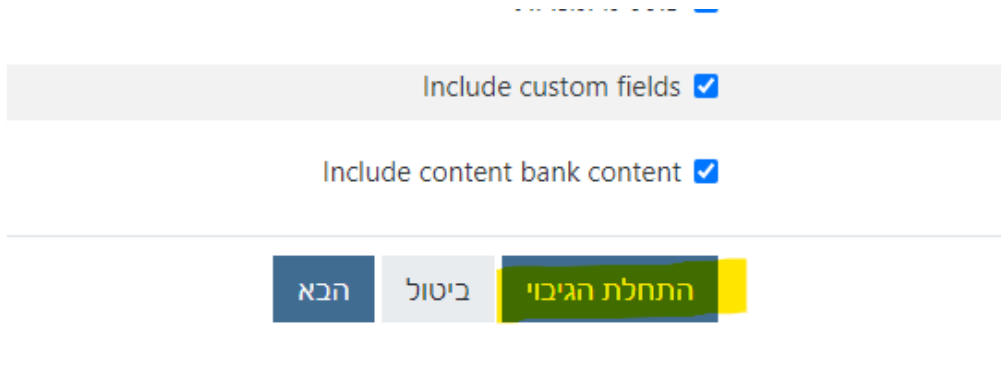 Include custom fields
Include content bank content
התחלת הגיבוי ביטול הבא